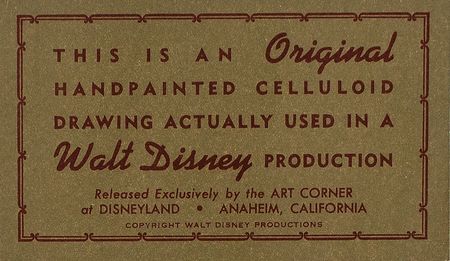 THIS IS AN Original
HANDPAINTED CELLULOID
DRAWING ACTUALLY USED IN A
Walt Disney PRODUCTION
Released Exclusively by the ART CORNER
at DISNEYLAND • ANAHEIM, CALIFORNIA
COPYRIGHT WALT DISNEY PRODUCTIONS